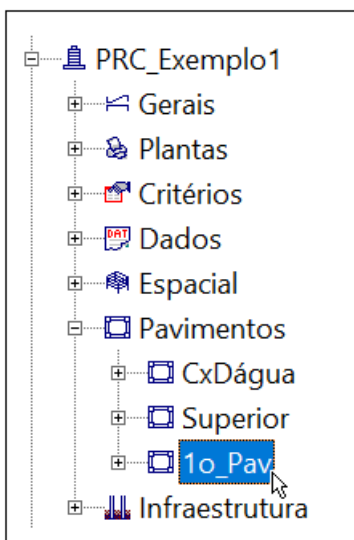 PRC_Exemplo1
Gerais
Plantas
Critérios
DAT Dados
Espacial
Pavimentos
CxDágua
Superior
1o_Pav
Infraestrutura